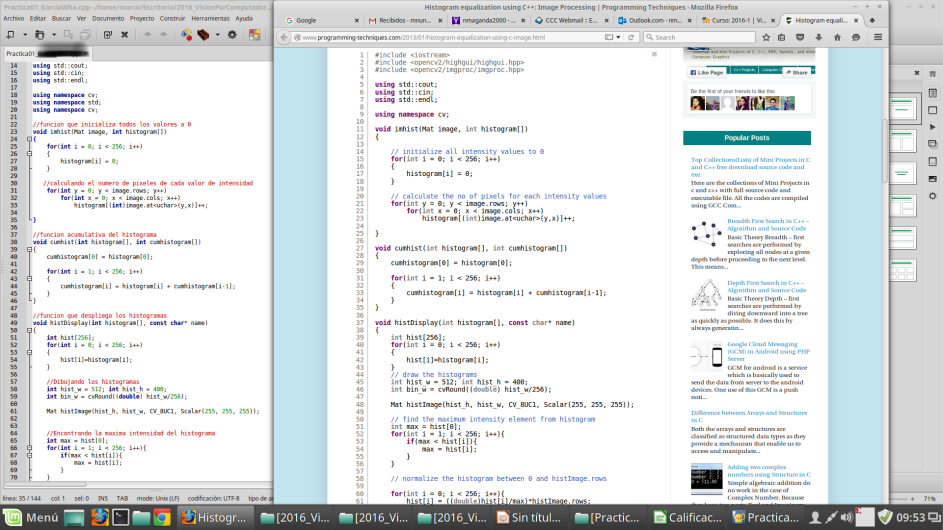 Practica01_GarciaWha.cpp - /home/marco/Escritorio/2016_VisionPorComputador
Archivo Editar Buscar Ver Documento Proyecto Construir Herramientas Ayuda
Practica01_
14 using std::cout;
15 using std::cin;
16 using std::endl;
17
18 using namespace cv;
19 using namespace std;
20 using namespace cv;
21
22 //funcion que inicializa todos los valores a 0
23 void imhist(Mat image, int histogram[])
24 {
25 for(int i = 0; i < 256; i++)
26 {
27 histogram[i] = 0;
28 }
29
30 //calculando el numero de pixeles de cada valor de intensidad
31 for(int y = 0; y < image.rows; y++)
32 for(int x = 0; x < image.cols; x++)
33 histogram[(int)image.at<uchar>(y,x)]++;
34
35 }
36
37 //funcion acumulativa del histograma
38 void cumhist(int histogram[], int cumhistogram[])
39 {
40 cumhistogram[0] = histogram[0];
41
42 for(int i = 1; i < 256; i++)
43 {
44 cumhistogram[i] = histogram[i] + cumhistogram[i-1];
45 }
46 }
47
48 //funcion que despliega los histogramas
49 void histDisplay(int histogram[], const char* name)
50 {
51 int hist[256];
52 for(int i = 0; i < 256; i++)
53 {
54 hist[i]=histogram[i];
55 }
56
57 //Dibujando los histogramas
58 int hist_w = 512; int hist_h = 400;
59 int bin_w = cvRound((double) hist_w/256);
60
61 Mat histImage(hist_h, hist_w, CV_8UC1, Scalar(255, 255, 255));
62
63
64 //Encontrando la maxima intensidad del histograma
65 int max = hist[0];
66 for(int i = 1; i < 256; i++){
67 if(max < hist[i]){
68 max = hist[i];
69 }
70 }
línea: 35 / 144 col: 1 sel: 0 INS TAB modo: Unix (LF) codificación: UTF-8 tipo de ar
Histogram equalization using C++: Image Processing | Programming Techniques - Mozilla Firefox
Google
Recibidos - mnun...
nmaganda2000...
CCC Webmail :: E...
Outlook.com - nm...
Curso: 2016-1 | Vi...
Histogram equali...
www.programming-techniques.com/2013/01/histogram-equalization-using-c-image.html
Search
1 #include <iostream>
2 #include <opencv2/highgui/highgui.hpp>
3 #include <opencv2/imgproc/imgproc.hpp>
4
5 using std::cout;
6 using std::cin;
7 using std::endl;
8
9 using namespace cv;
10
11 void imhist(Mat image, int histogram[])
12 {
13
14 // initialize all intensity values to 0
15 for(int i = 0; i < 256; i++)
16 {
17 histogram[i] = 0;
18 }
19
20 // calculate the no of pixels for each intensity values
21 for(int y = 0; y < image.rows; y++)
22 for(int x = 0; x < image.cols; x++)
23 histogram[(int)image.at<uchar>(y,x)]++;
24
25 }
26
27 void cumhist(int histogram[], int cumhistogram[])
28 {
29 cumhistogram[0] = histogram[0];
30
31 for(int i = 1; i < 256; i++)
32 {
33 cumhistogram[i] = histogram[i] + cumhistogram[i-1];
34 }
35 }
36
37 void histDisplay(int histogram[], const char* name)
38 {
39 int hist[256];
40 for(int i = 0; i < 256; i++)
41 {
42 hist[i]=histogram[i];
43 }
44 // draw the histograms
45 int hist_w = 512; int hist_h = 400;
46 int bin_w = cvRound((double) hist_w/256);
47
48 Mat histImage(hist_h, hist_w, CV_8UC1, Scalar(255, 255, 255));
49
50 // find the maximum intensity element from histogram
51 int max = hist[0];
52 for(int i = 1; i < 256; i++){
53 if(max < hist[i]){
54 max = hist[i];
55 }
56 }
57
58 // normalize the histogram between 0 and histImage.rows
59
60 for(int i = 0; i < 256; i++){
61 hist[i] = ((double)hist[i]/max)*histImage.rows;
Like Page
Share
Be the first of your friends to like this
Popular Posts
Top Collections(Lists) of Mini Projects in C and C++ free download source code and exe.
Here are the collections of Mini Projects in c and c++ with full source code and executable file. All the codes are compiled using GCC Com...
Breadth First Search in C++ – Algorithm and Source Code
Basic Theory Breadth – first searches are performed by exploring all nodes at a given depth before proceeding to the next level. This means...
Depth First Search in C++ – Algorithm and Source Code
Basic Theory Depth – first searches are performed by diving downward into a tree as quickly as possible. It does this by always generatin...
Google Cloud Messaging (GCM) in Android using PHP Server
GCM for android is a service which is basically used to send the data from server to the android devices. One use of this GCM is a push noti...
Difference between Arrays and Structures in C
Both the arrays and structures are classified as structured data types as they provide a mechanism that enable us to access and manipulate...
Adding two complex numbers using Structure in C
Simple algebraic addition do no work in the case of Complex Number. Because
71%
Menú
Histogr...
[2016_Vi...
[2016_Vi...
[2016_Vi...
Sin títul...
[Practic...
Calificac...
Practica...
09:53